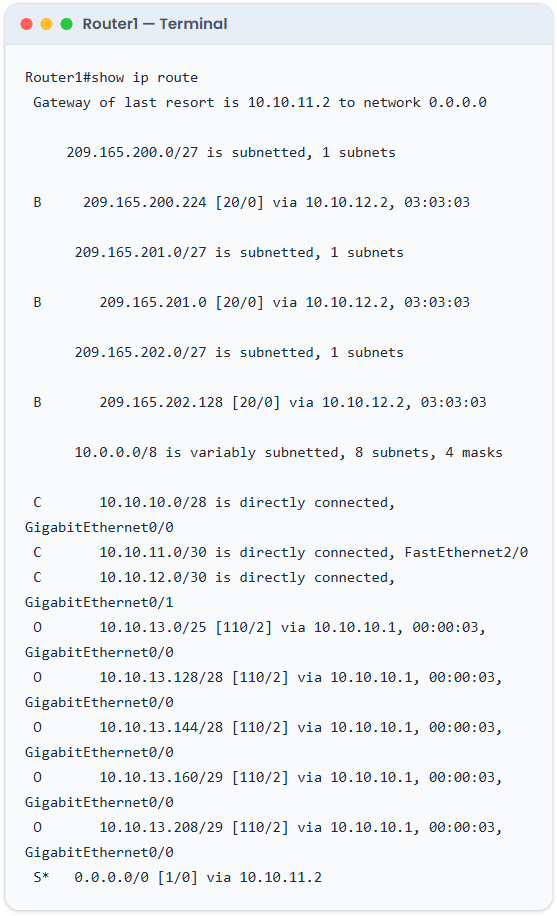 Router1 — Terminal
Router1#show ip route
Gateway of last resort is 10.10.11.2 to network 0.0.0.0
209.165.200.0/27 is subnetted, 1 subnets
B 209.165.200.224 [20/0] via 10.10.12.2, 03:03:03
209.165.201.0/27 is subnetted, 1 subnets
B 209.165.201.0 [20/0] via 10.10.12.2, 03:03:03
209.165.202.0/27 is subnetted, 1 subnets
B 209.165.202.128 [20/0] via 10.10.12.2, 03:03:03
10.0.0.0/8 is variably subnetted, 8 subnets, 4 masks
C 10.10.10.0/28 is directly connected,
GigabitEthernet0/0
C 10.10.11.0/30 is directly connected, FastEthernet2/0
C 10.10.12.0/30 is directly connected,
GigabitEthernet0/1
O 10.10.13.0/25 [110/2] via 10.10.10.1, 00:00:03,
GigabitEthernet0/0
O 10.10.13.128/28 [110/2] via 10.10.10.1, 00:00:03,
GigabitEthernet0/0
O 10.10.13.144/28 [110/2] via 10.10.10.1, 00:00:03,
GigabitEthernet0/0
O 10.10.13.160/29 [110/2] via 10.10.10.1, 00:00:03,
GigabitEthernet0/0
O 10.10.13.208/29 [110/2] via 10.10.10.1, 00:00:03,
GigabitEthernet0/0
S* 0.0.0.0/0 [1/0] via 10.10.11.2